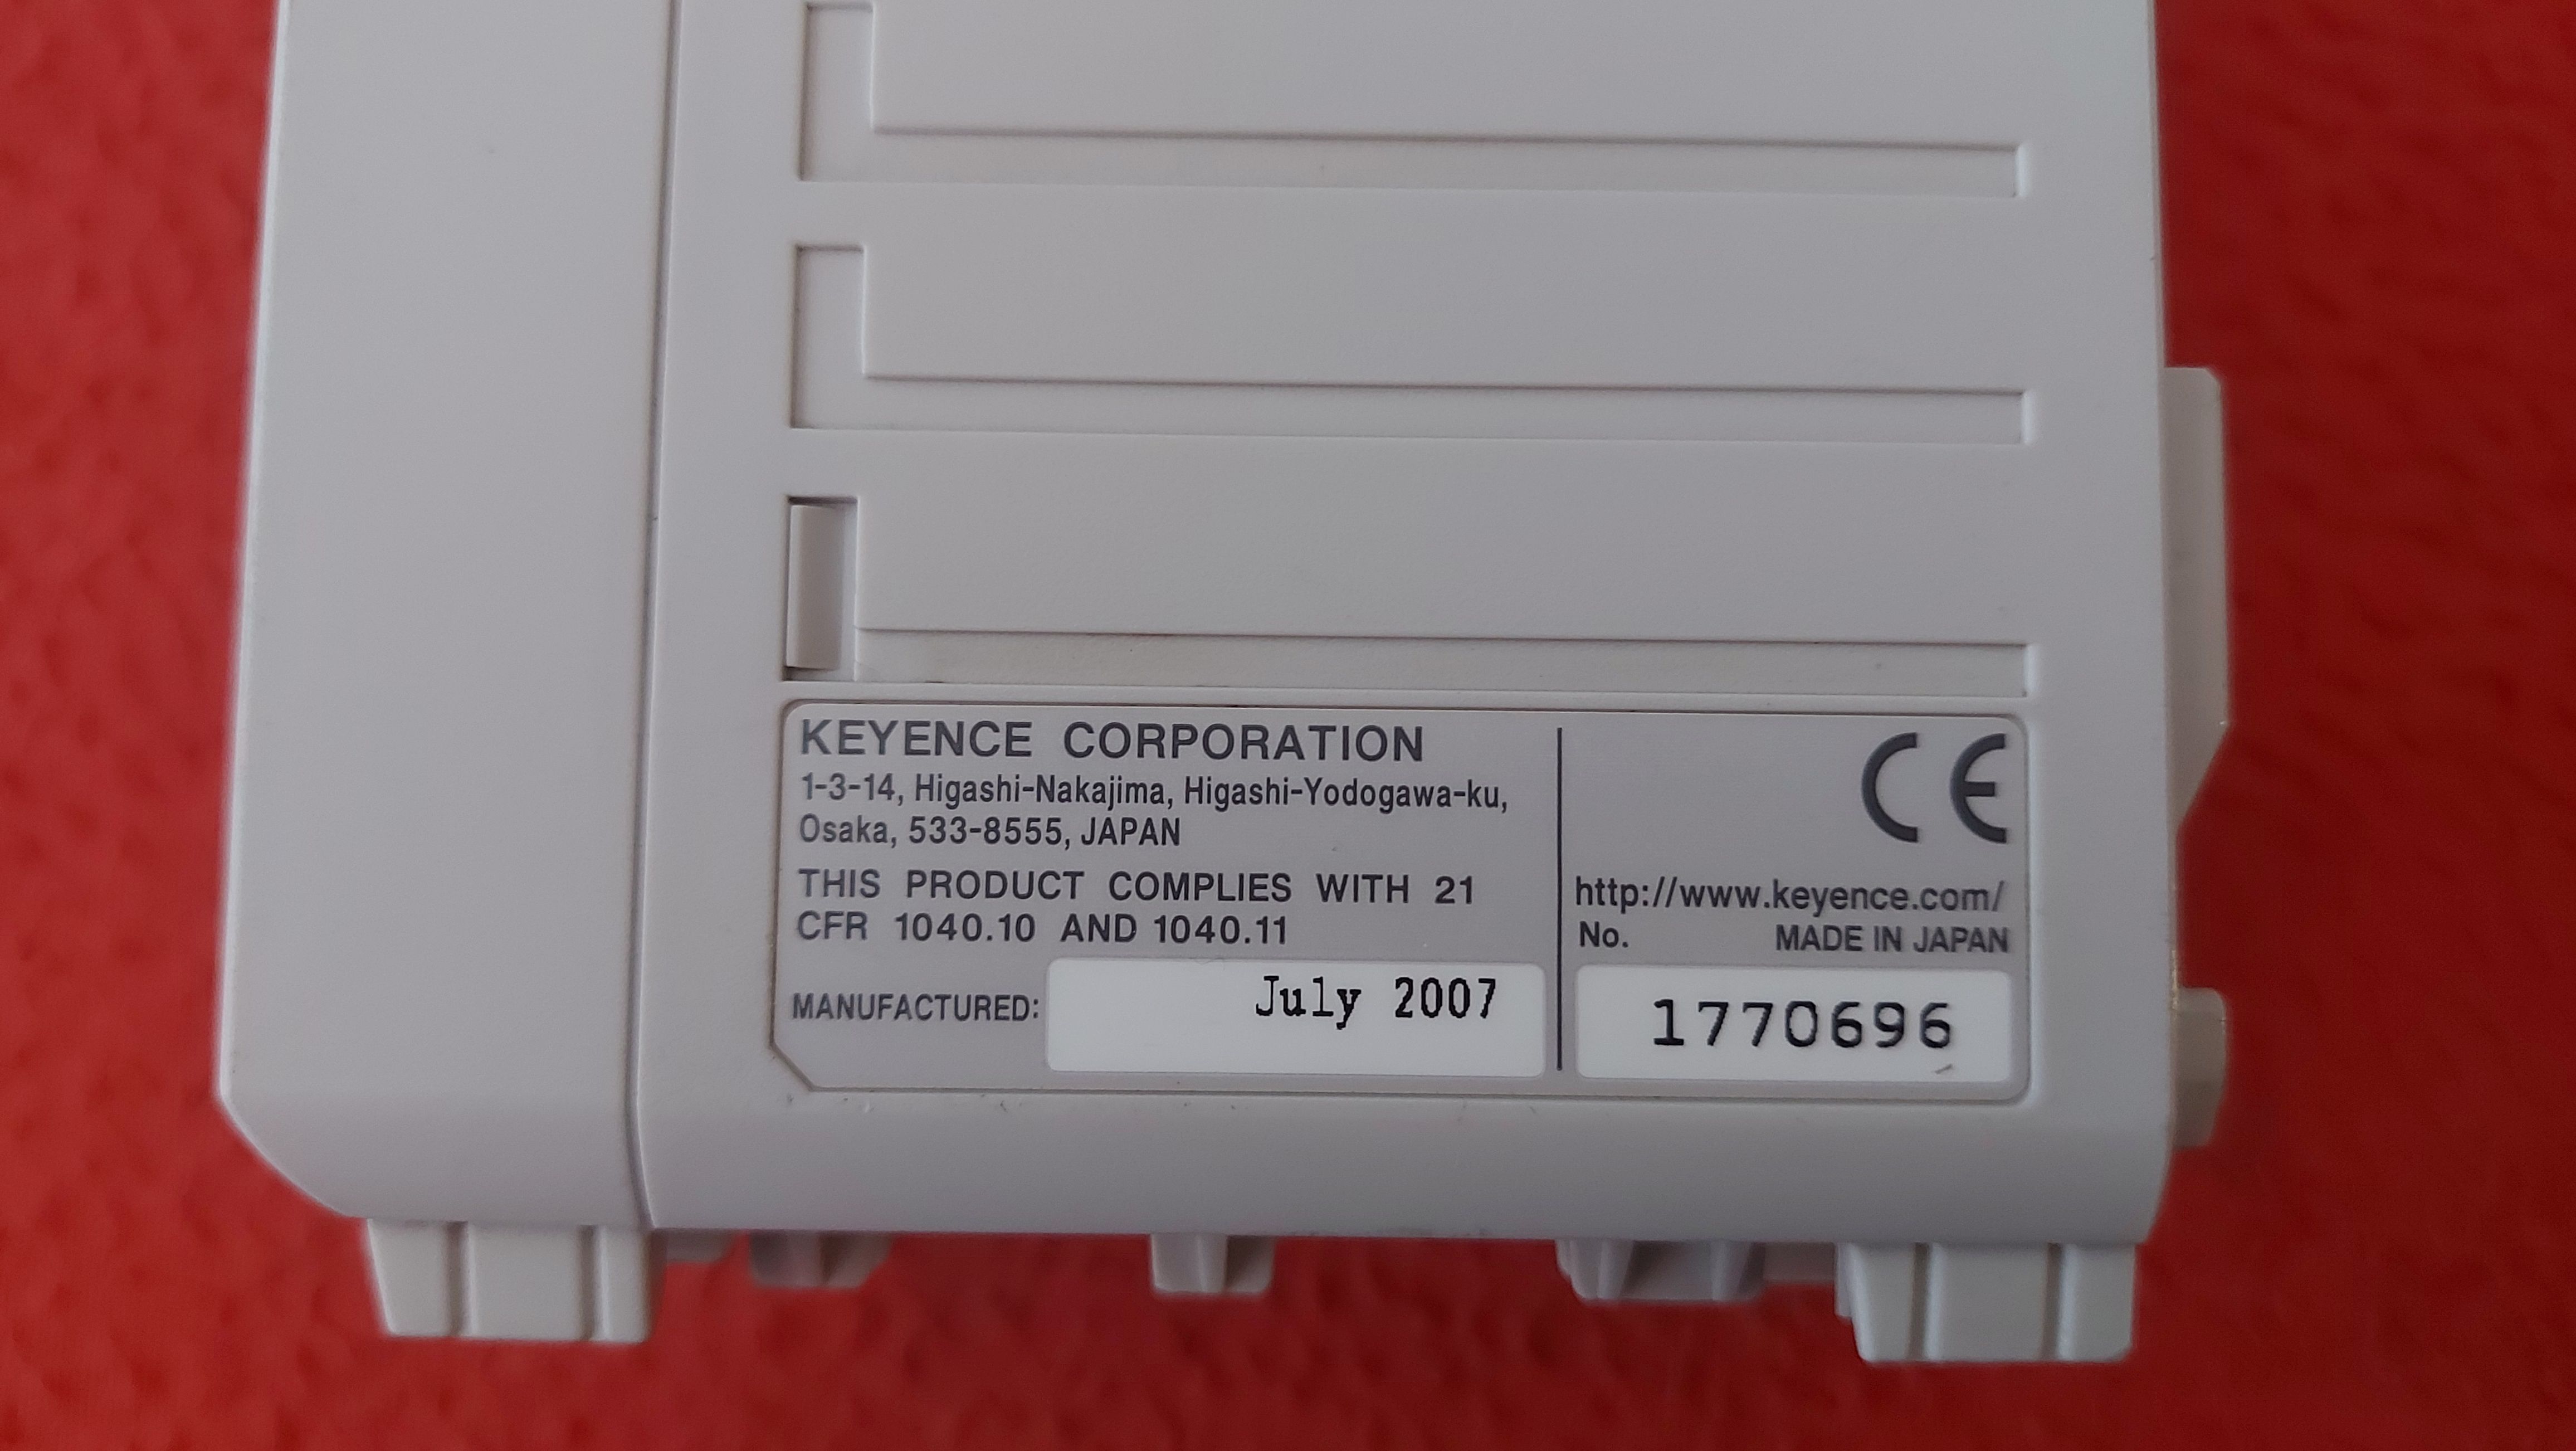 KEYENCE CORPORATION
1-3-14, Higashi-Nakajima, Higashi-Yodogawa-ku,
Osaka, 533-8555, JAPAN
THIS PRODUCT COMPLIES WITH 21
CFR 1040.10 AND 1040.11
MANUFACTURED: July 2007
CE
http://www.keyence.com/
No. MADE IN JAPAN
1770696